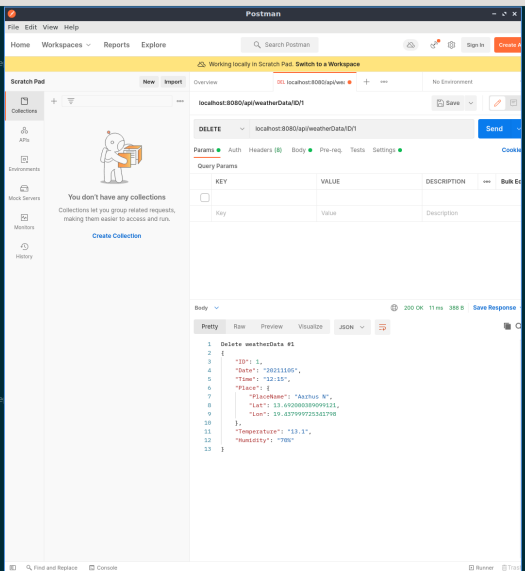 Postman
File Edit View Help
Home Workspaces Reports Explore Search Postman Sign In Create A
Working locally in Scratch Pad. Switch to a Workspace
Scratch Pad New Import Overview DEL localhost:8080/api/wea No Environment
Collections
localhost:8080/api/weatherData/ID/1 Save
APIs
DELETE localhost:8080/api/weatherData/ID/1 Send
Environments
Params Auth Headers (8) Body Pre-req. Tests Settings Cookie
Query Params
KEY VALUE DESCRIPTION Bulk Ed
Key Value Description
Mock Servers
Monitors
History
You don't have any collections
Collections let you group related requests,
making them easier to access and run.
Create Collection
Body 200 OK 11 ms 388 B Save Response
Pretty Raw Preview Visualize JSON
1 Delete weatherData #1
2 {
3 "ID": 1,
4 "Date": "20211105",
5 "Time": "12:15",
6 "Place": {
7 "PlaceName": "Aarhus N",
8 "Lat": 13.692000389099121,
9 "Lon": 19.437999725341798
10 },
11 "Temperature": "13.1",
12 "Humidity": "70%"
13 }
Find and Replace Console Runner Tras